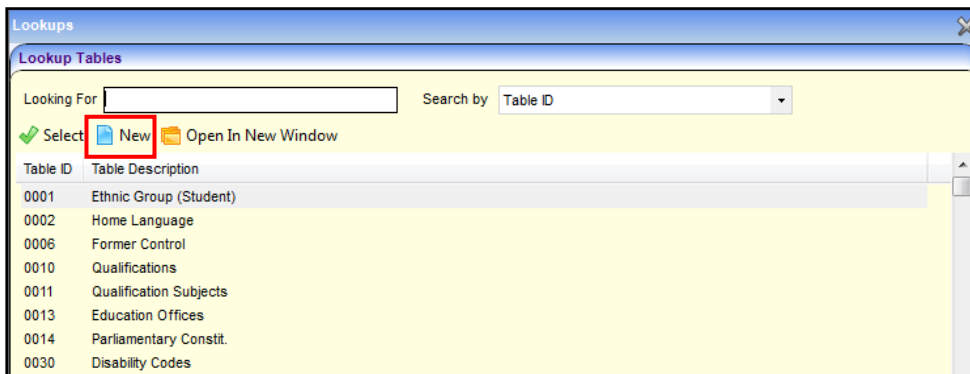 Lookups
Lookup Tables
Looking For Search by Table ID
Select New Open In New Window
Table ID Table Description
0001 Ethnic Group (Student)
0002 Home Language
0006 Former Control
0010 Qualifications
0011 Qualification Subjects
0013 Education Offices
0014 Parliamentary Constit.
0030 Disability Codes